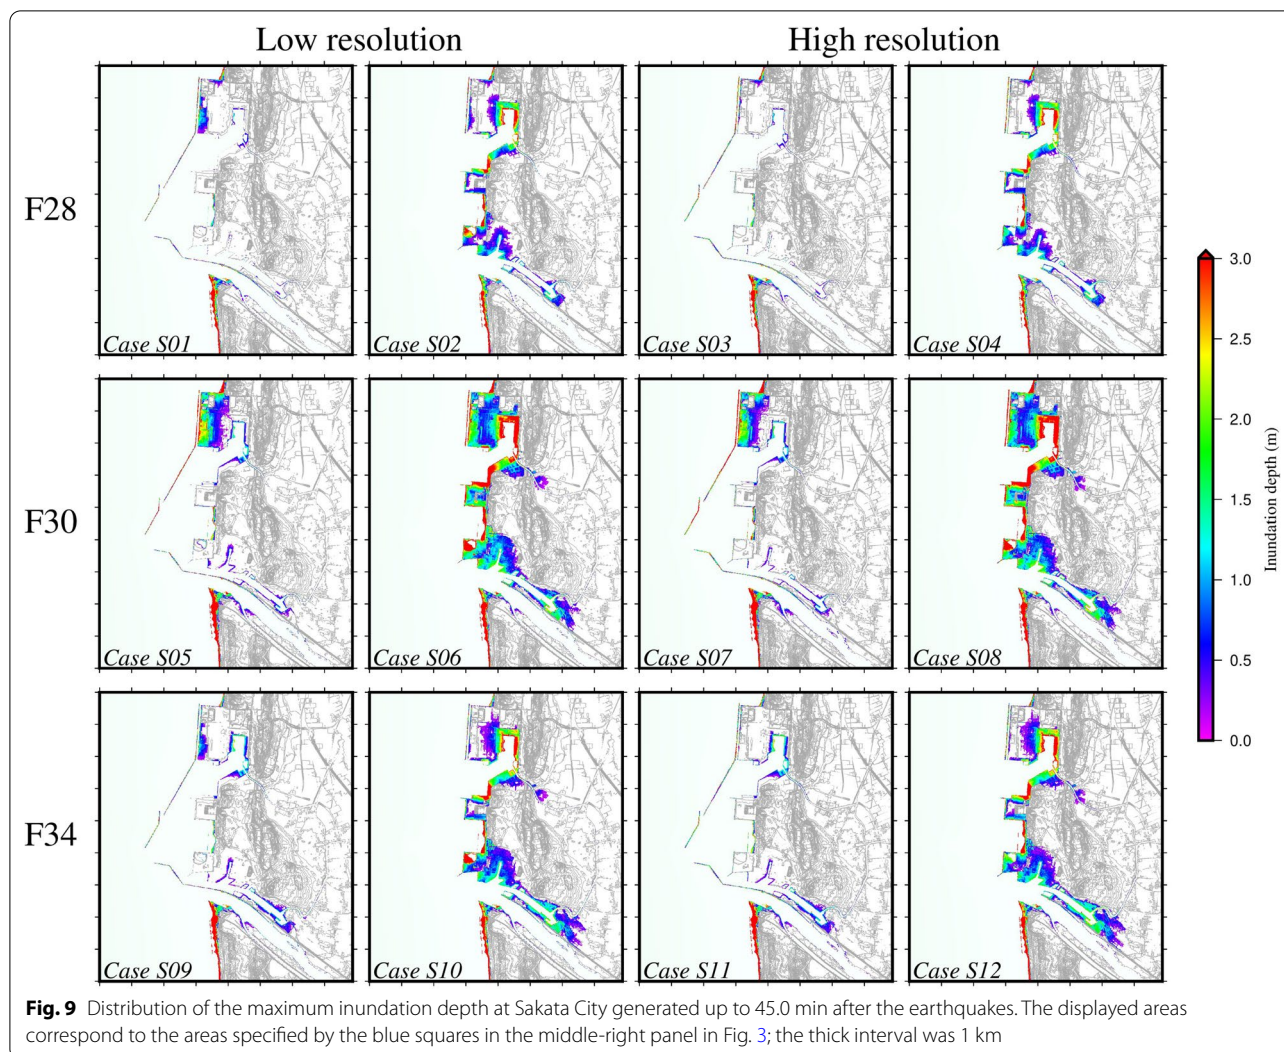 Low resolution
High resolution
F28
Case S01
Case S02
Case S03
Case S04
F30
Case S05
Case S06
Case S07
Case S08
F34
Case S09
Case S10
Case S11
Case S12
3.0
2.5
2.0
1.5
1.0
0.5
0.0
Inundation depth (m)
Fig. 9 Distribution of the maximum inundation depth at Sakata City generated up to 45.0 min after the earthquakes. The displayed areas
correspond to the areas specified by the blue squares in the middle-right panel in Fig. 3; the thick interval was 1 km